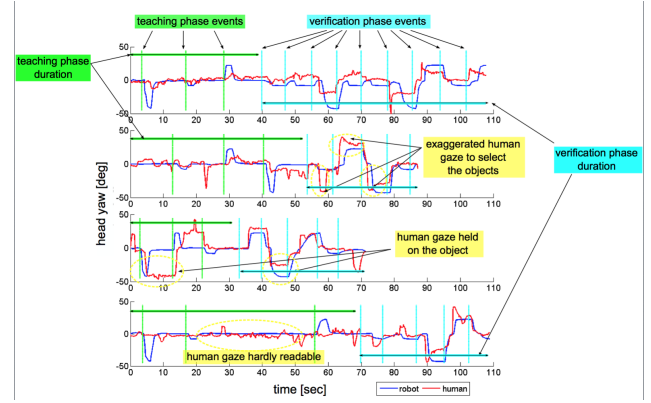 teaching phase events
verification phase events
teaching phase
duration
50
0
-50
0 10 20 30 40 50 60 70 80 90 100 110
50
0
-50
exaggerated human
gaze to select
the objects
verification phase
duration
0 10 20 30 40 50 60 70 80 90 100 110
head yaw [deg]
50
0
-50
human gaze held
on the object
0 10 20 30 40 50 60 70 80 90 100 110
50
0
-50
human gaze hardly readable
0 10 20 30 40 50 60 70 80 90 100 110
time [sec]
robot human